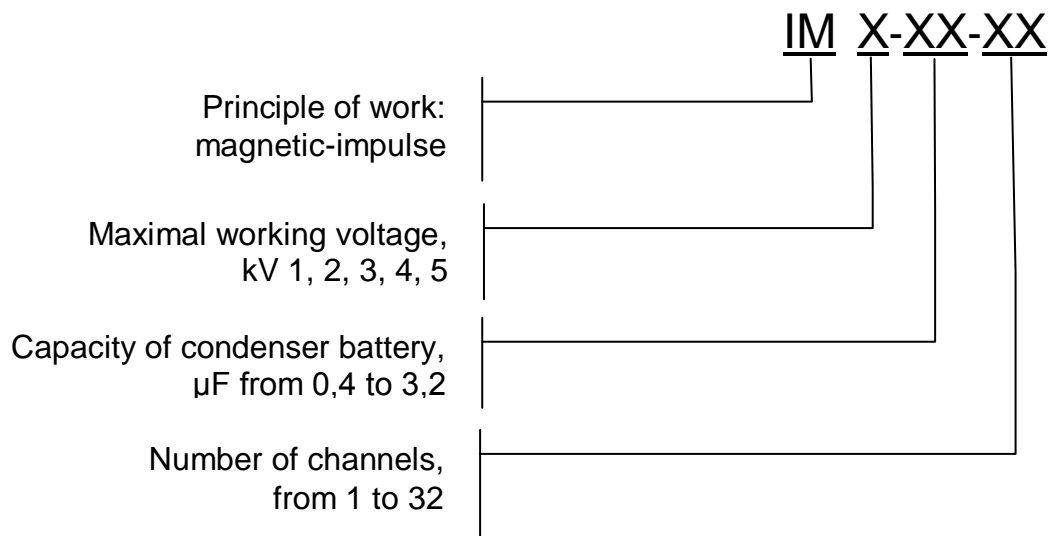 IM X-XX-XX
Principle of work:
magnetic-impulse
Maximal working voltage,
kV 1, 2, 3, 4, 5
Capacity of condenser battery,
µF from 0,4 to 3,2
Number of channels,
from 1 to 32